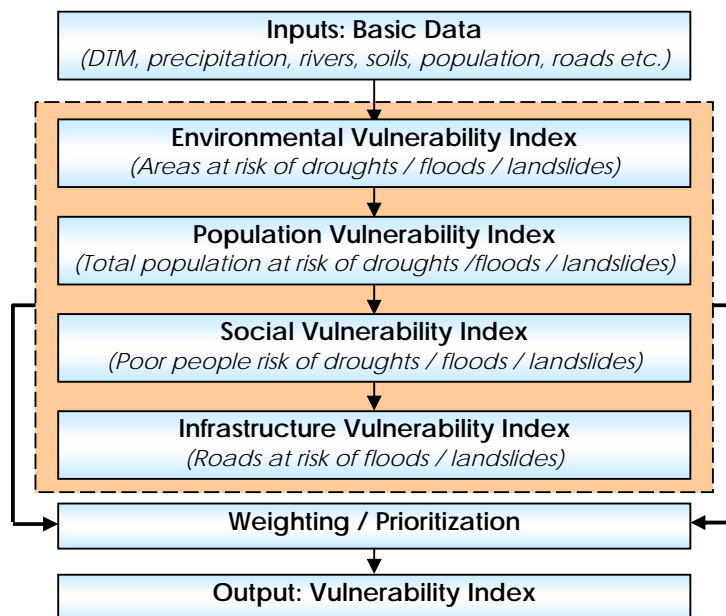 Inputs: Basic Data
(DTM, precipitation, rivers, soils, population, roads etc.)
Environmental Vulnerability Index
(Areas at risk of droughts / floods / landslides)
Population Vulnerability Index
(Total population at risk of droughts /floods / landslides)
Social Vulnerability Index
(Poor people risk of droughts / floods / landslides)
Infrastructure Vulnerability Index
(Roads at risk of floods / landslides)
Weighting / Prioritization
Output: Vulnerability Index